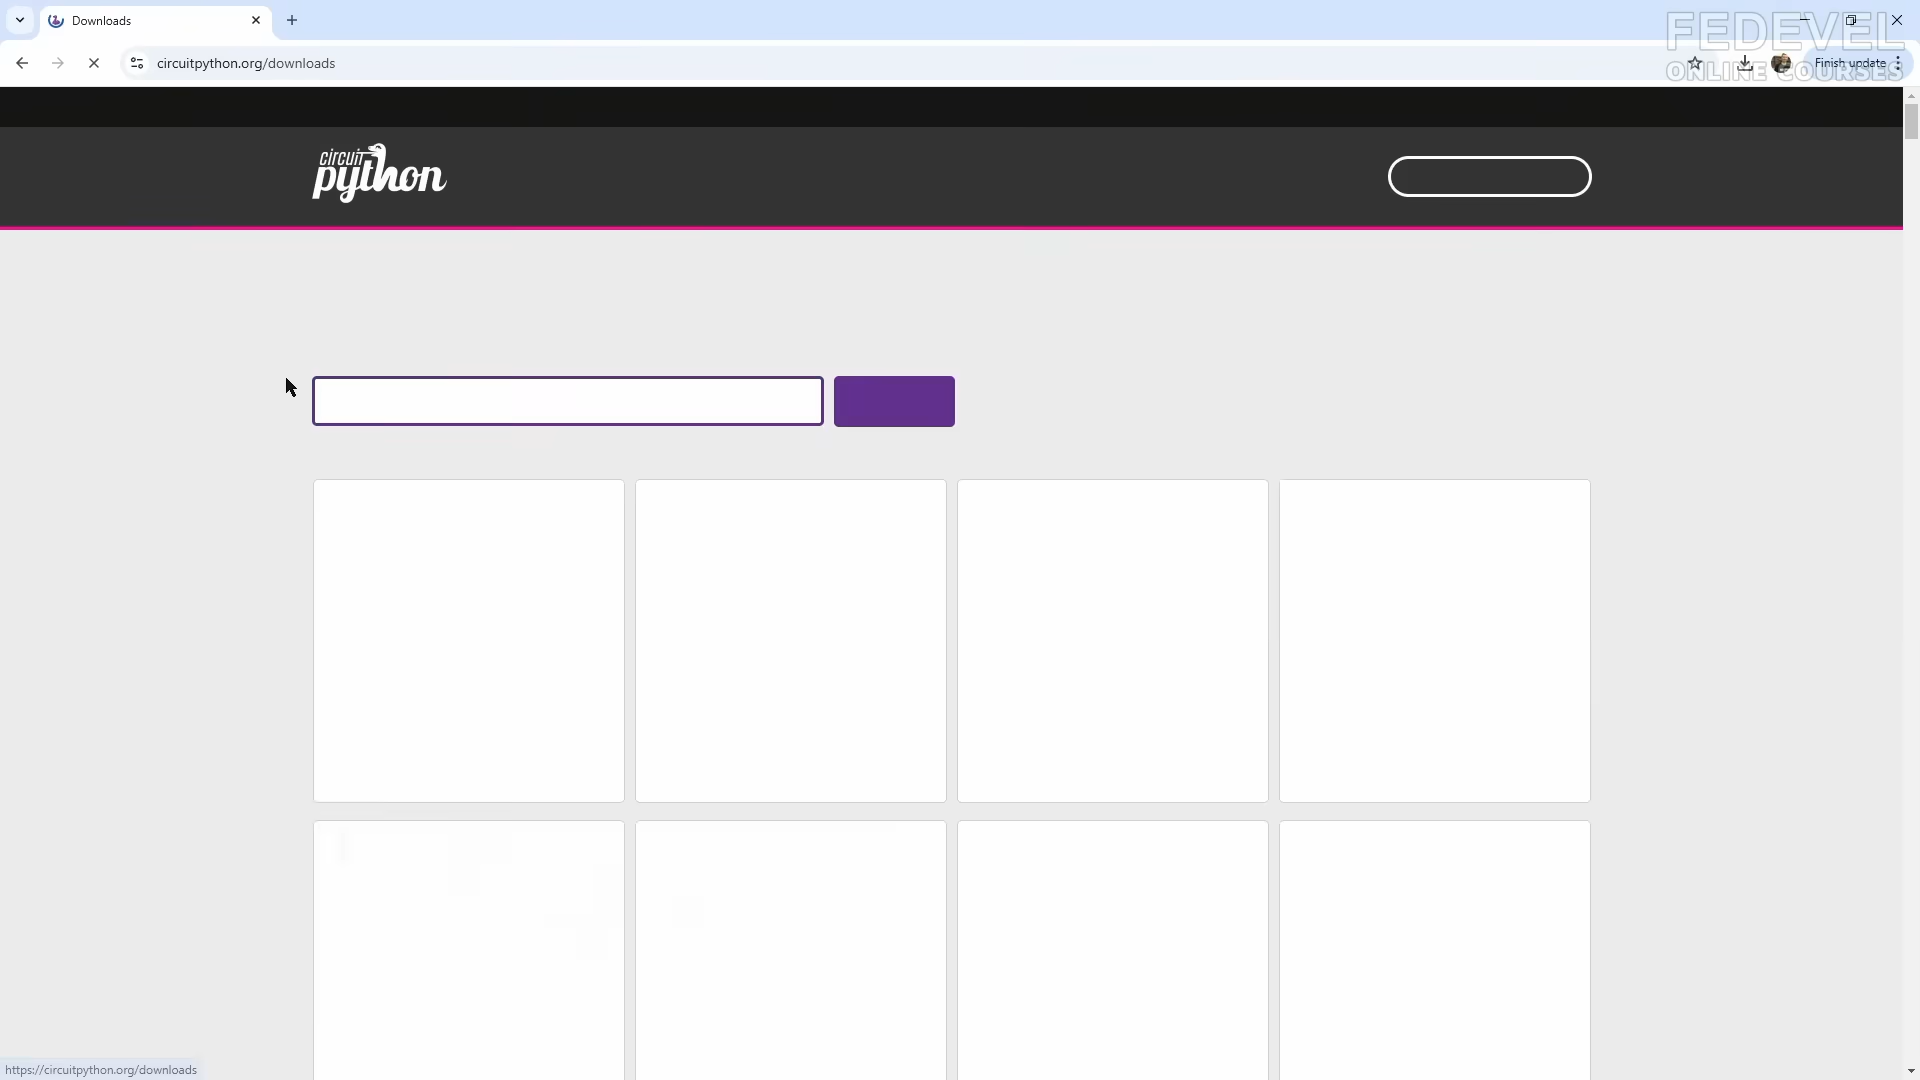 Downloads
FEDEVEL
circuitpython.org/downloads
Finish update
ONLINE COURSES
circuit
python
https://circuitpython.org/downloads